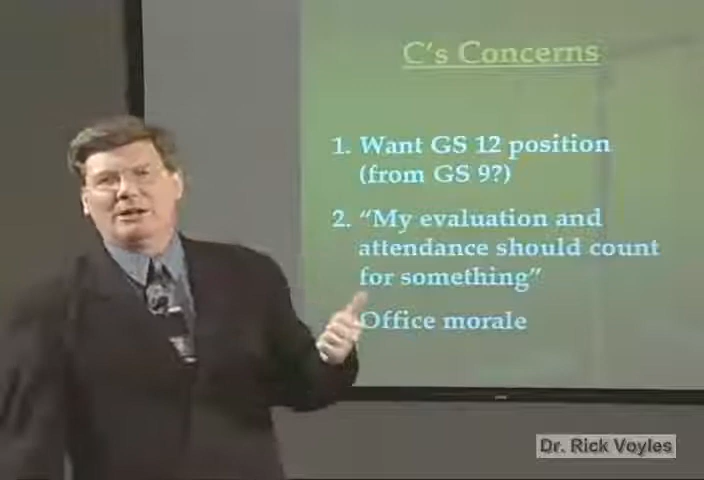 C's Concerns
1. Want GS 12 position
(from GS 9?)
2. "My evaluation and
attendance should count
for something"
Office morale
Dr. Rick Voyles